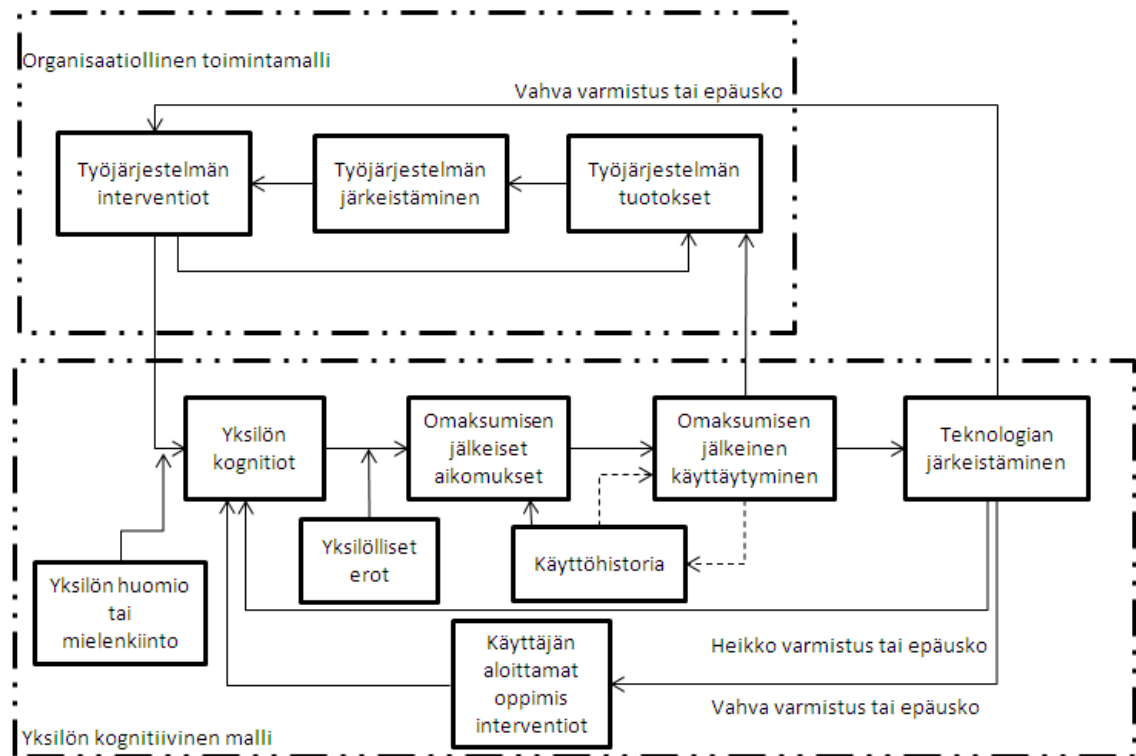 Organisaatiollinen toimintamalli
Vahva varmistus tai epäusko
Työjärjestelmän
interventiot
Työjärjestelmän
järkeistäminen
Työjärjestelmän
tuotokset
Yksilön
kognitiot
Omaksumisen
jälkeiset
aikomukset
Omaksumisen
jälkeinen
käyttäytyminen
Teknologian
järkeistäminen
Yksilön huomio
tai
mielenkiinto
Yksilölliset
erot
Käyttöhistoria
Käyttäjän
aloittamat
oppimis
interventiot
Heikko varmistus tai epäusko
Vahva varmistus tai epäusko
Yksilön kognitiivinen malli